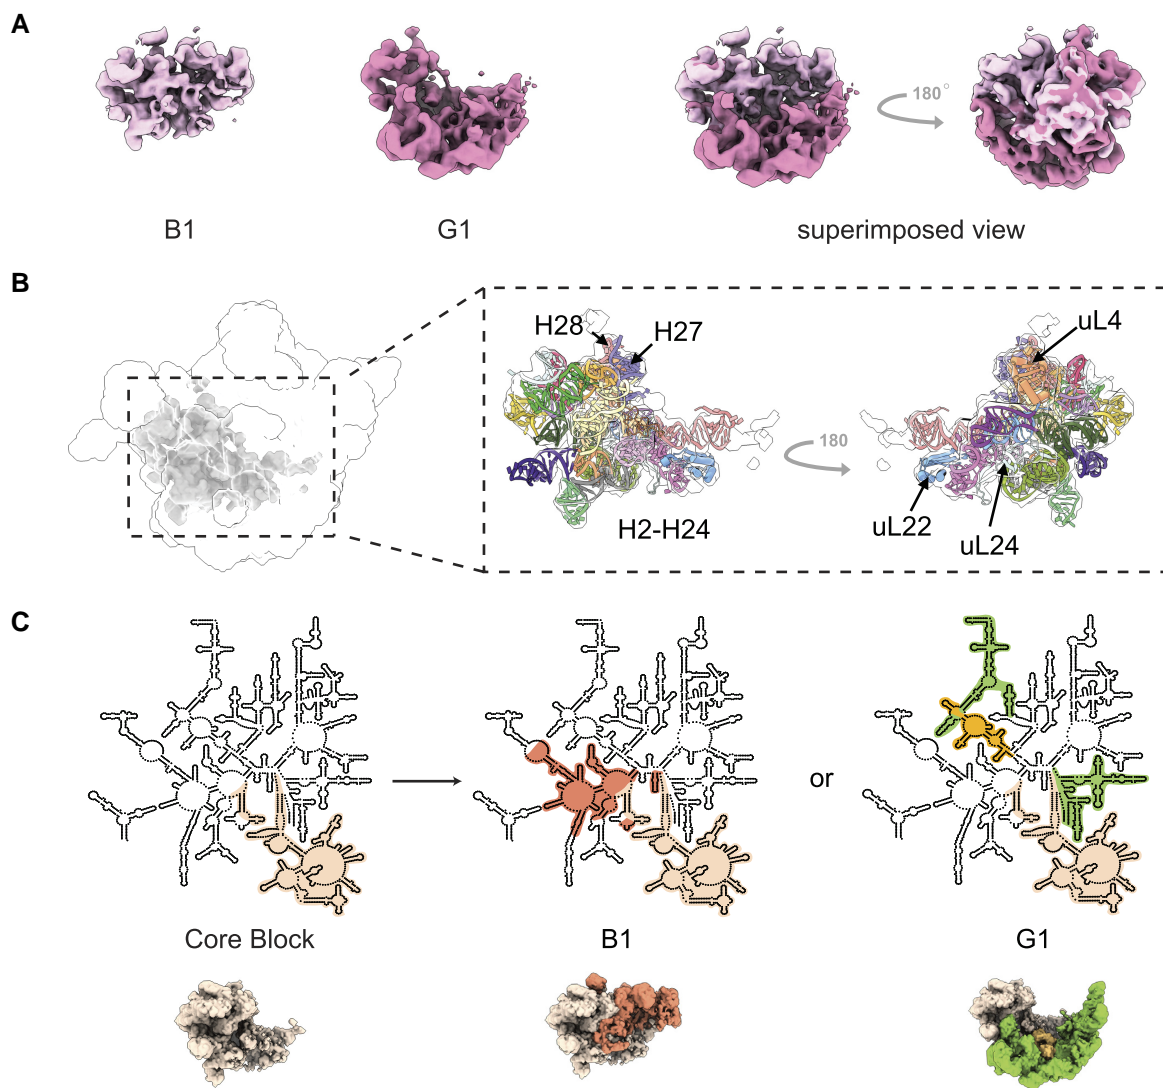 A
180°
B1
G1
superimposed view
B
H28
H27
uL4
180
uL22
H2-H24
uL24
C
or
Core Block
B1
G1